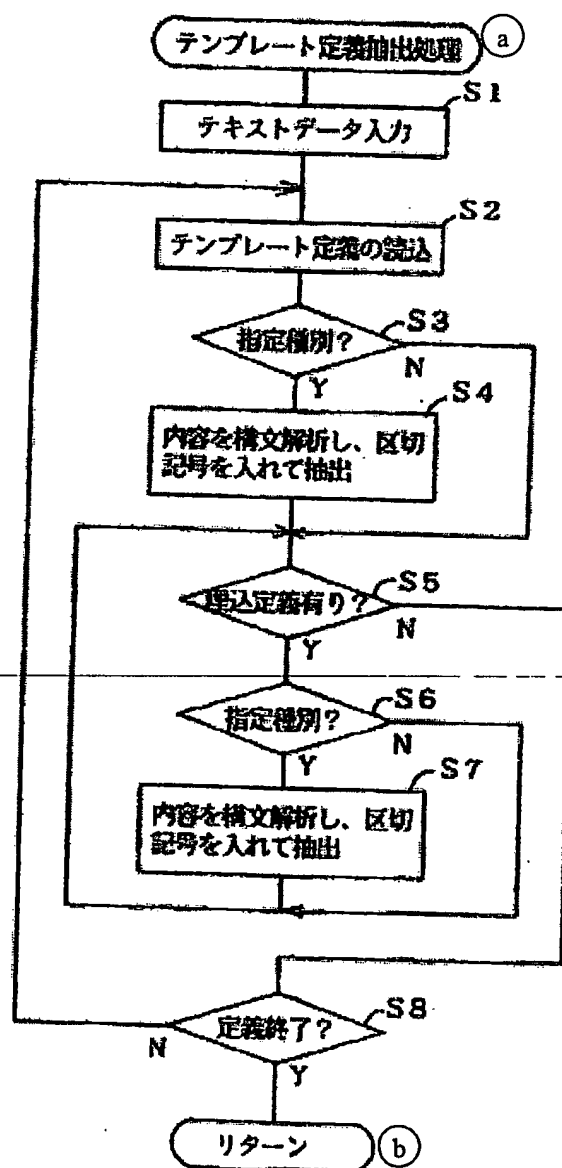 テンプレート定義抽出処理
a
S1
テキストデータ入力
S2
テンプレート定義の読込
S3
指定種別？
N
Y
S4
内容を構文解析し、区切
記号を入れて抽出
S5
埋込定義有り？
N
Y
S6
指定種別？
N
Y
S7
内容を構文解析し、区切
記号を入れて抽出
S8
定義終了？
N
Y
リターン
b